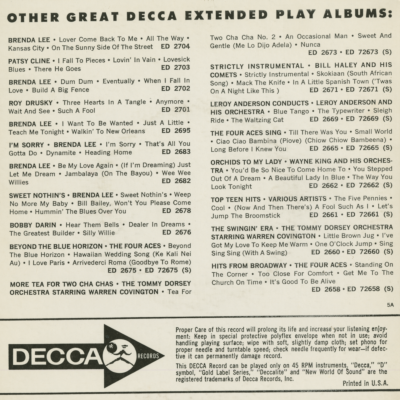 OTHER GREAT DECCA EXTENDED PLAY ALBUMS:
BRENDA LEE • Lover Come Back to Me • All the Way •
Kansas City • On The Sunny Side Of The Street
ED 2704
PATSY CLINE • I Fall To Pieces • Lovin' In Vain • Lovesick
Blues • There He Goes ED 2703
BRENDA LEE • Dum Dum • Eventually • When I Fall In
Love • Build A Big Fence ED 2702
ROY DRUSKY • Three Hearts In A Tangle • Anymore •
Wait And See • Such A Fool ED 2701
BRENDA LEE • I Want To Be Wanted • Just A Little •
Teach Me Tonight • Walkin' To New Orleans ED 2695
I'M SORRY • BRENDA LEE • I'm Sorry • That's All You
Gotta Do • Dynamite • Heading Home ED 2683
BRENDA LEE • Be My Love Again • (If I'm Dreaming) Just
Let Me Dream • Jambalaya (On The Bayou) • Wee Wee
Willies ED 2682
SWEET NOTHIN'S • BRENDA LEE • Sweet Nothin's • Weep
No More My Baby • Bill Bailey, Won't You Please Come
Home • Hummin' The Blues Over You ED 2678
BOBBY DARIN • Hear Them Bells • Dealer In Dreams •
The Greatest Builder • Silly Willie ED 2676
BEYOND THE BLUE HORIZON • THE FOUR ACES • Beyond
The Blue Horizon • Hawaiian Wedding Song (Ke Kali Nei
Au) • I Love Paris • Arrivederci Roma (Goodbye To Rome)
ED 2675 • ED 72675 (S)
MORE TEA FOR TWO CHA CHAS • THE TOMMY DORSEY
ORCHESTRA STARRING WARREN COVINGTON • Tea For
Two Cha Cha No. 2 • An Occasional Man • Sweet And
Gentle (Me Lo Dijo Adela) • Nunca
ED 2673 • ED 72673 (S)
STRICTLY INSTRUMENTAL • BILL HALEY AND HIS
COMETS • Strictly Instrumental • Skokiaan (South African
Song) • Mack The Knife • In A Little Spanish Town ('Twas
On A Night Like This ) ED 2671 • ED 72671 (S)
LEROY ANDERSON CONDUCTS • LEROY ANDERSON AND
HIS ORCHESTRA • Blue Tango • The Typewriter • Sleigh
Ride • The Waltzing Cat ED 2669 • ED 72669 (S)
THE FOUR ACES SING • Till There Was You • Small World
• Ciao Ciao Bambina (Piove) (Chow Chow Bambeena) •
Long Before I Knew You ED 2665 • ED 72665 (S)
ORCHIDS TO MY LADY • WAYNE KING AND HIS ORCHES-
TRA • You'd Be So Nice To Come Home To • You Stepped
Out Of A Dream • A Beautiful Lady In Blue • The Way You
Look Tonight ED 2662 • ED 72662 (S)
TOP TEEN HITS • VARIOUS ARTISTS • The Five Pennies •
Cool • (Now And Then There's) A Fool Such As I • Let's
Jump The Broomstick ED 2661 • ED 72661 (S)
THE SWINGIN' ERA • THE TOMMY DORSEY ORCHESTRA
STARRING WARREN COVINGTON • Little Brown Jug • I've
Got My Love To Keep Me Warm • One O'Clock Jump • Sing
Sing Sing (With A Swing) ED 2660 • ED 72660 (S)
HITS FROM BROADWAY • THE FOUR ACES • Standing On
The Corner • Too Close For Comfort • Get Me To The
Church On Time • It's Good To Be Alive
ED 2658 • ED 72658 (S)
5A
DECCA RECORDS
Proper Care of this record will prolong its life and increase your listening enjoy-
ment: Keep in special protective polyflex envelope when not in use; avoid
handling playing surface; wipe with soft, slightly damp cloth; set phono for
proper needle and turntable speed; check needle frequently for wear—if defec-
tive it can permanently damage record.
This DECCA Record can be played only on 45 RPM instruments, "Decca," "D"
symbol, "Gold Label Series," "Deccalite" and "New World Of Sound" are the
registered trademarks of Decca Records, Inc.
Printed in U.S.A.